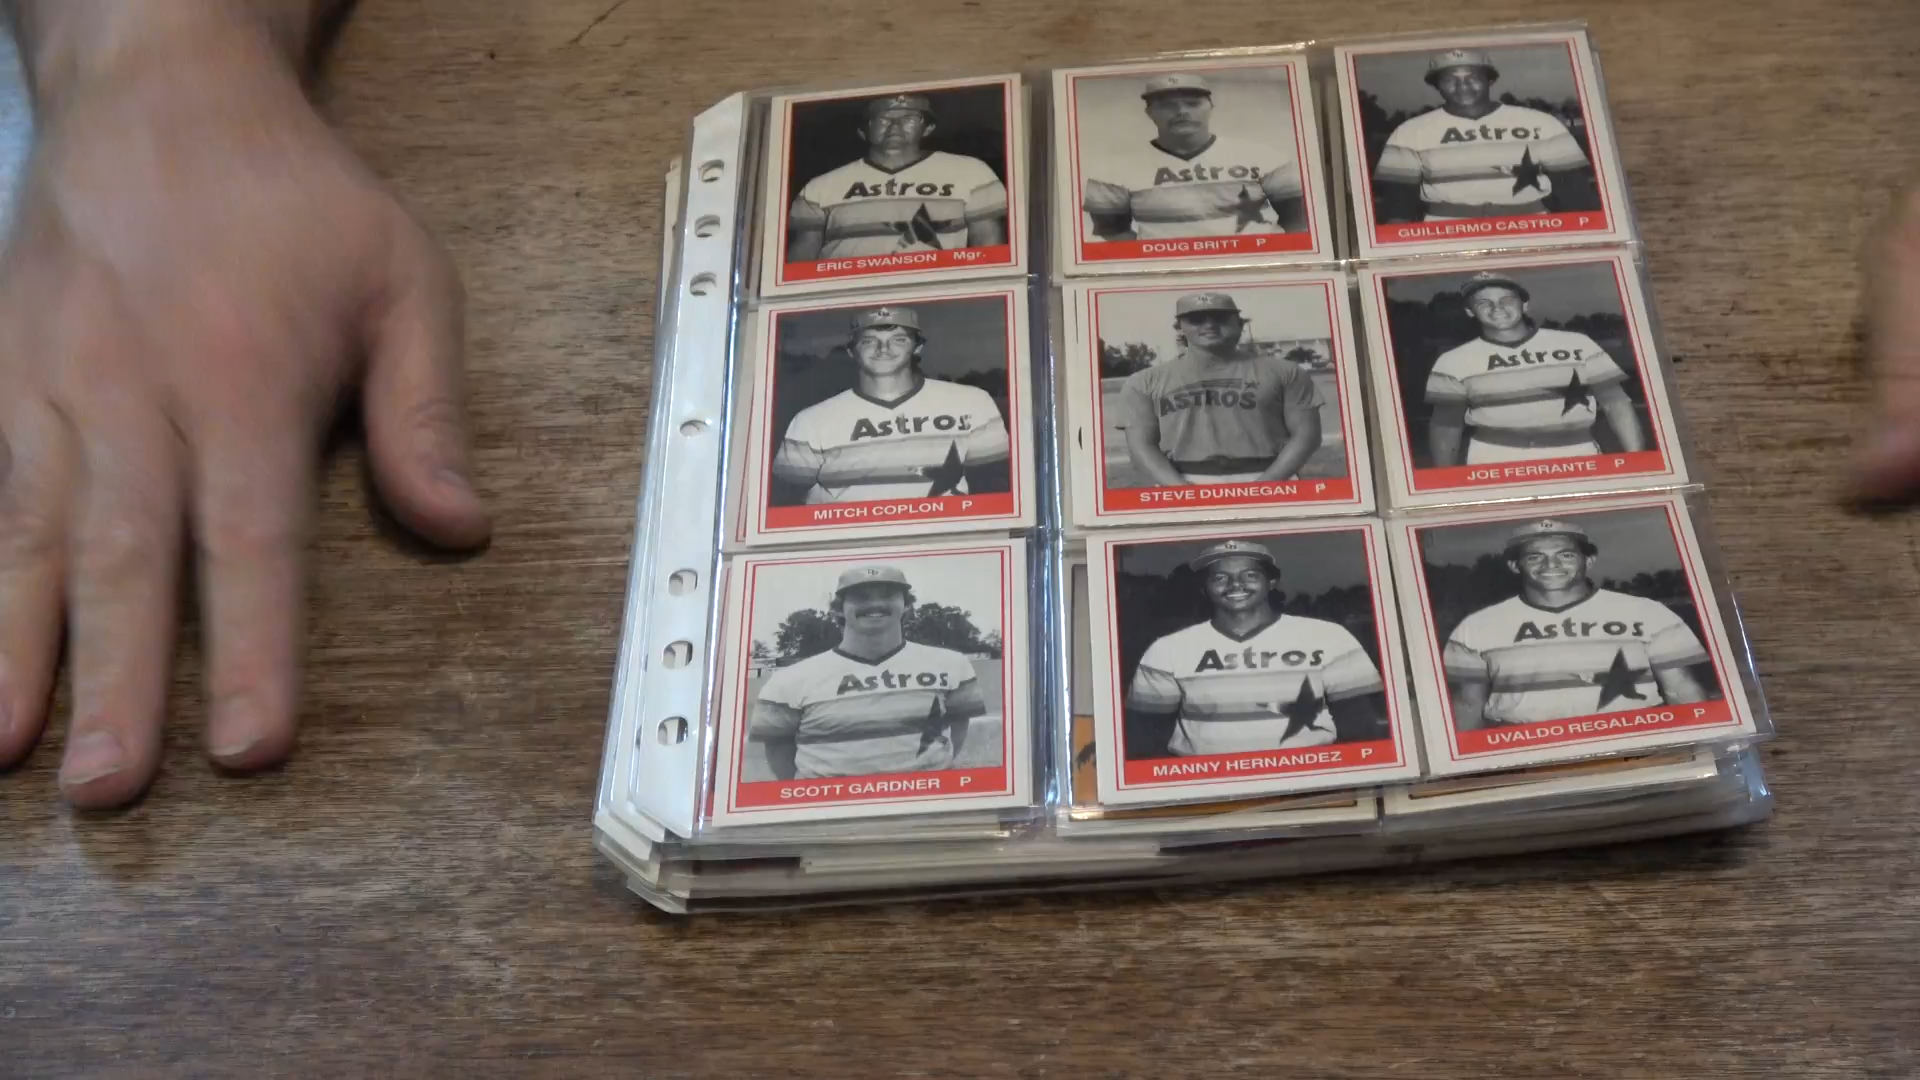 Astros
ERIC SWANSON Mgr.
Astros
DOUG BRITT P
Astros
GUILLERMO CASTRO P
Astros
MITCH COPLON P
ASTROS
STEVE DUNNEGAN P
Astros
JOE FERRANTE P
Astros
SCOTT GARDNER P
Astros
MANNY HERNANDEZ P
Astros
UVALDO REGALADO P